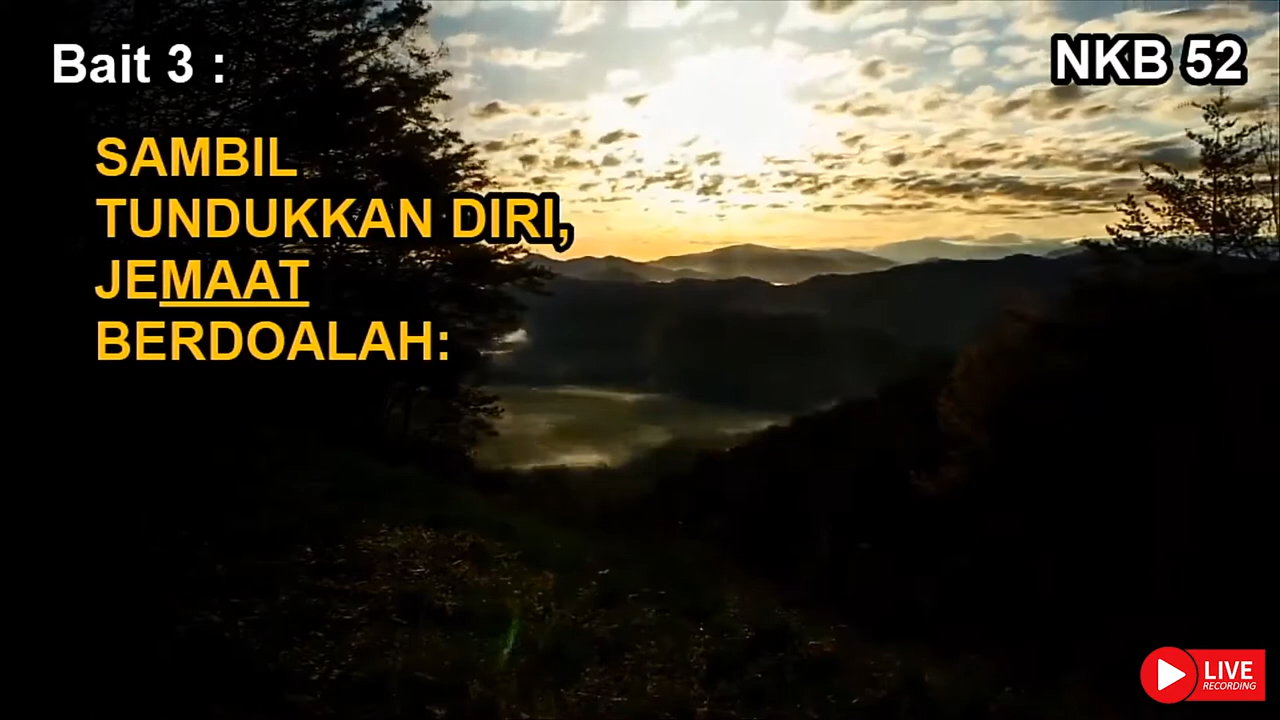 Bait 3 :
NKB 52
SAMBIL
TUNDUKKAN DIRI,
JEMAAT
BERDOALAH:
LIVE
RECORDING